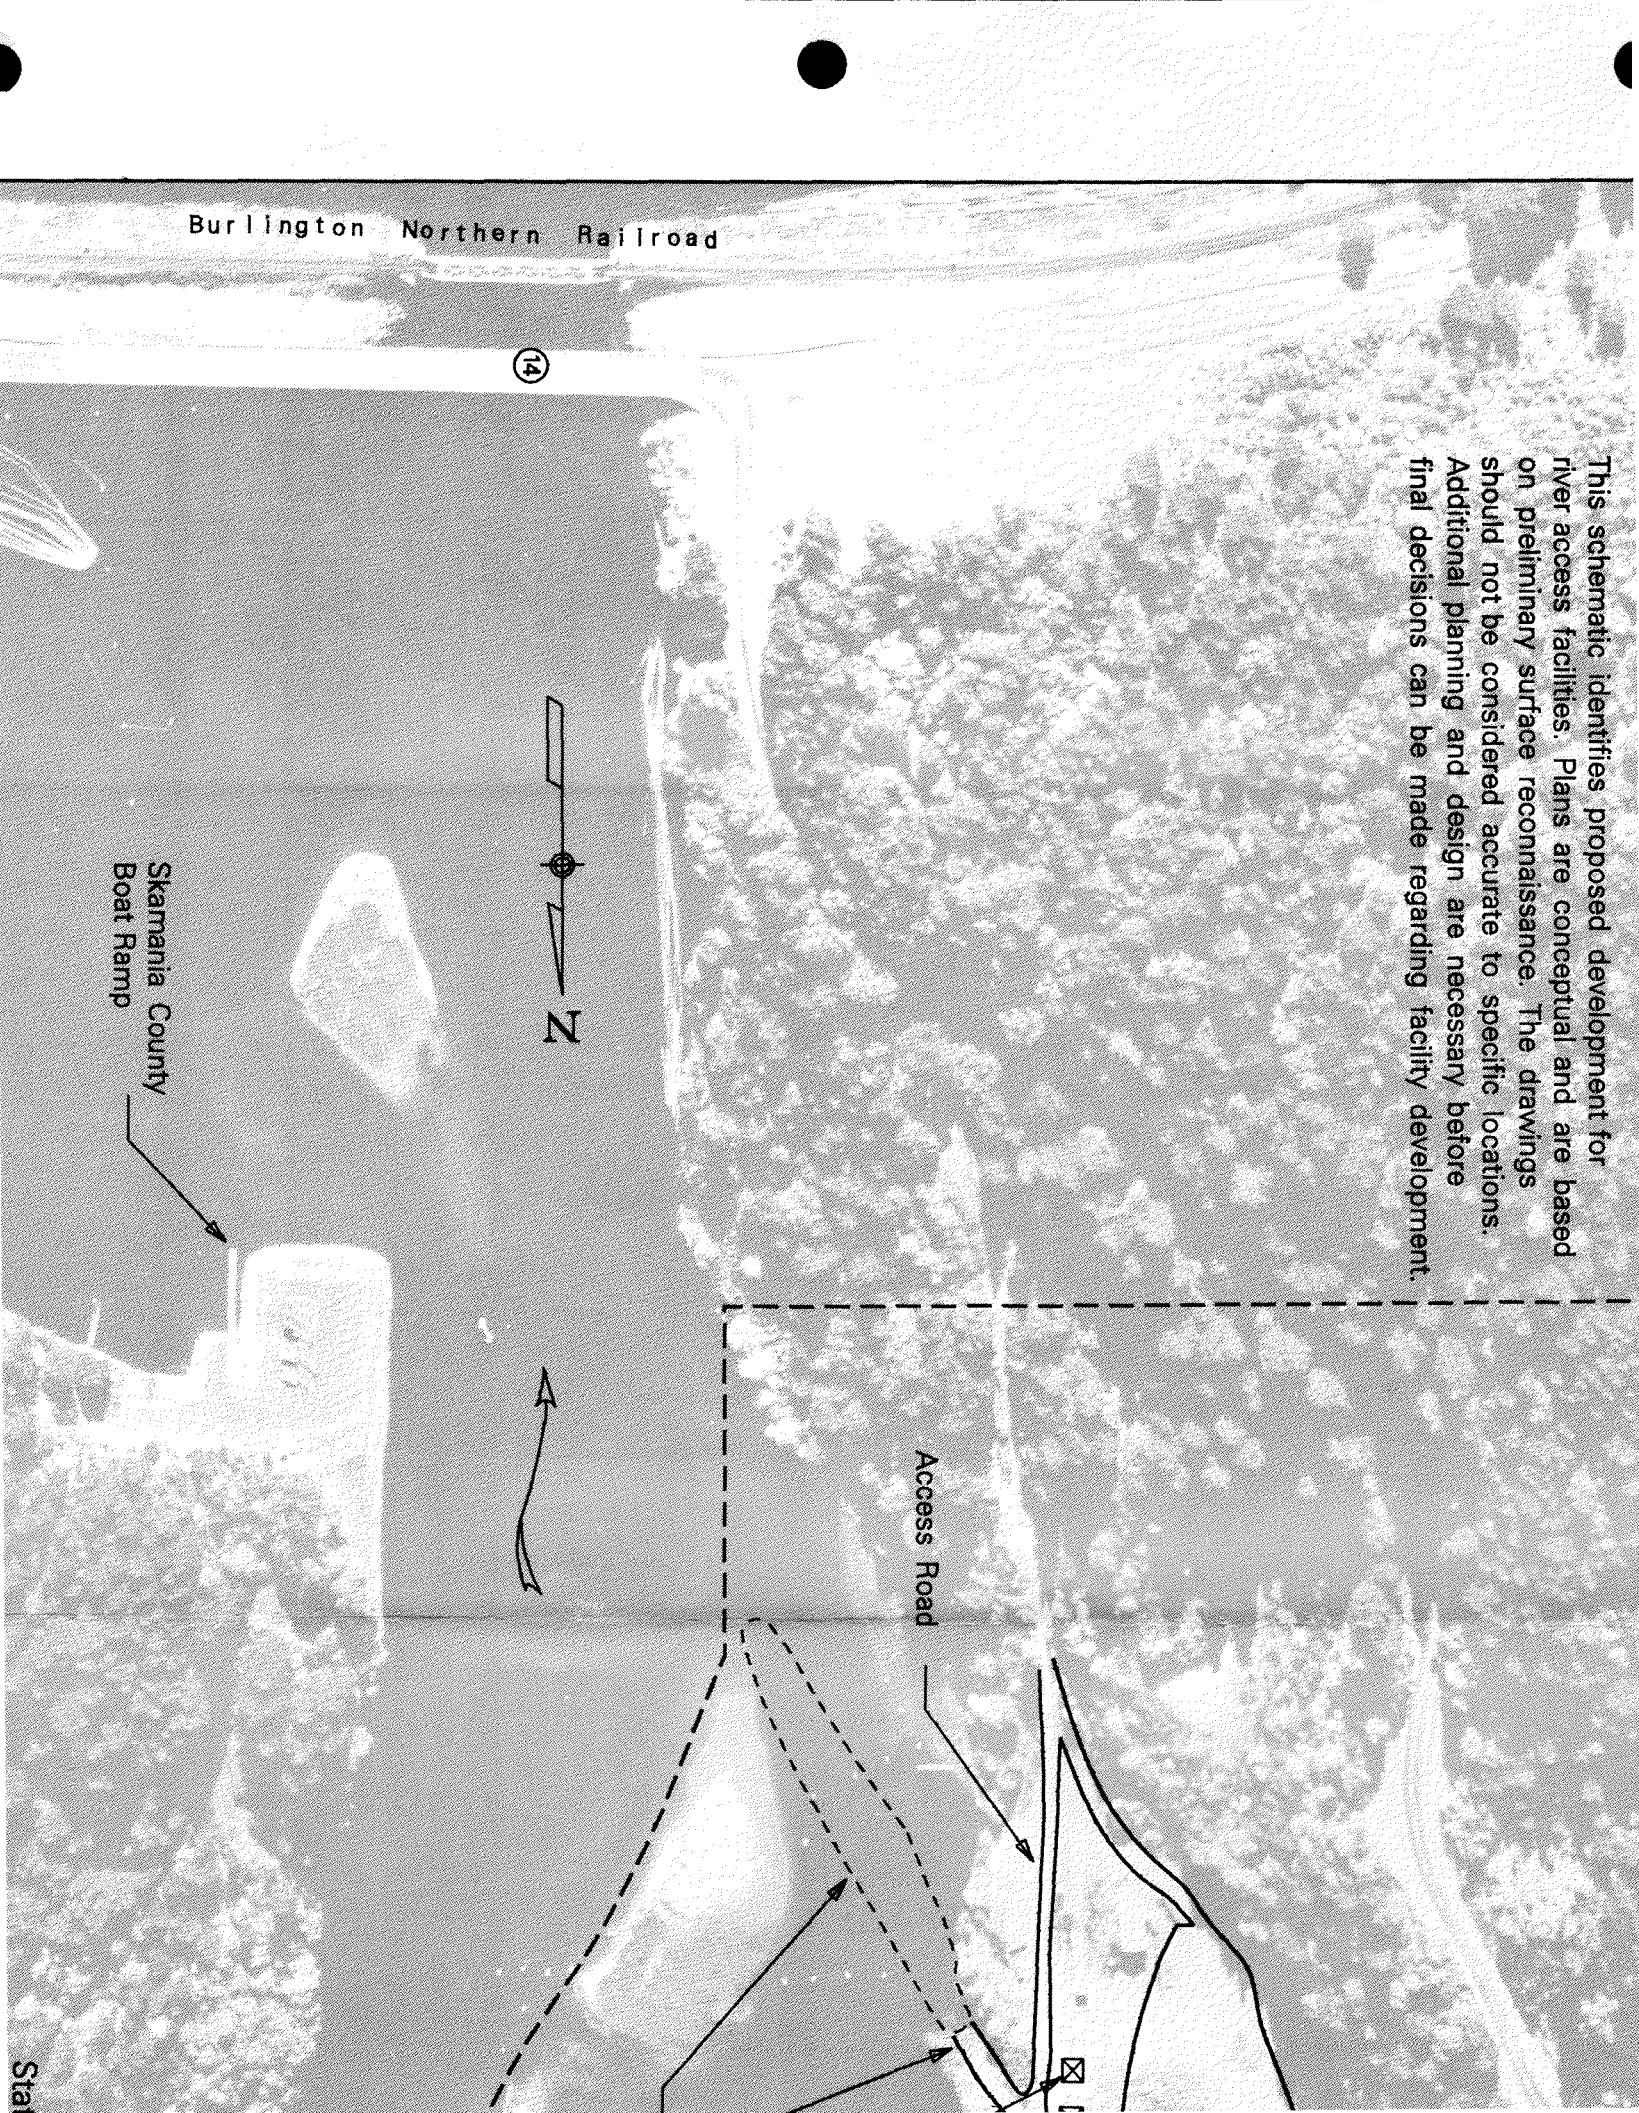 This schematic identifies proposed development for
river access facilities. Plans are conceptual and are based
on preliminary surface reconnaissance. The drawings
should not be considered accurate to specific locations.
Additional planning and design are necessary before
final decisions can be made regarding facility development.
Burlington Northern Railroad
14
N
Skamania County
Boat Ramp
Access Road